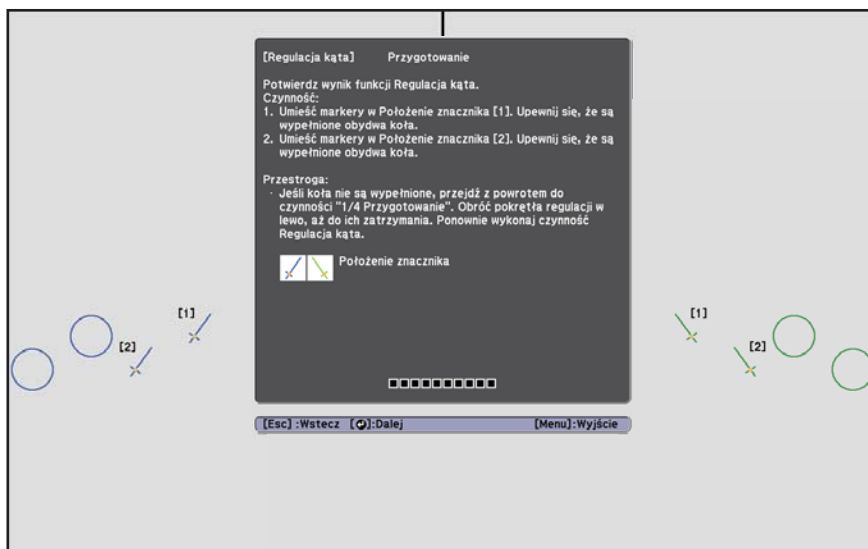 [Regulacja kąta] Przygotowanie
Potwierdz wynik funkcji Regulacja kąta.
Czynność:
1. Umieść markery w Położenie znacznika [1]. Upewnij się, że są
wypełnione obydwa koła.
2. Umieść markery w Położenie znacznika [2]. Upewnij się, że są
wypełnione obydwa koła.
Przestroga:
· Jeśli koła nie są wypełnione, przejdź z powrotem do
czynności "1/4 Przygotowanie". Obróć pokrętła regulacji w
lewo, aż do ich zatrzymania. Ponownie wykonaj czynność
Regulacja kąta.
Położenie znacznika
[1] [1]
[2] [2]
[Esc] :Wstecz [⏎]:Dalej [Menu]:Wyjście